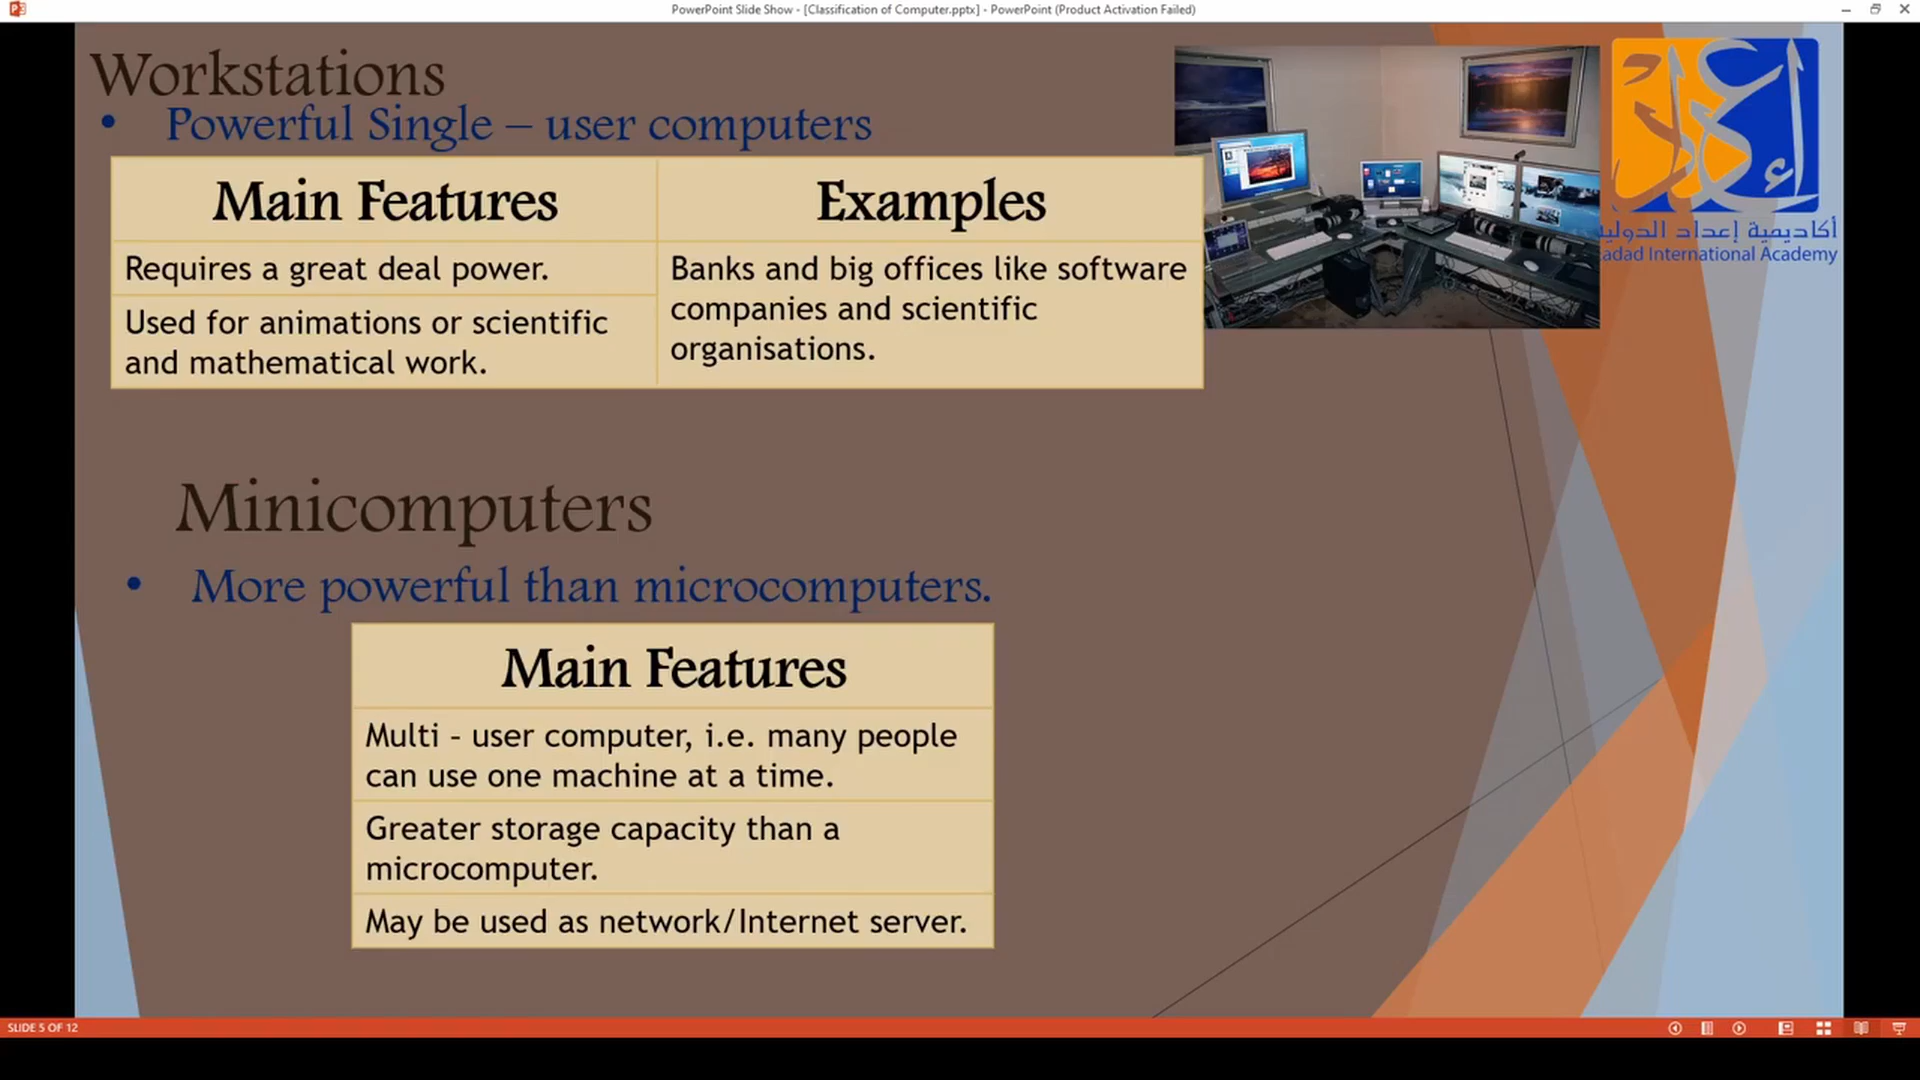 PowerPoint Slide Show - [Classification of Computer.pptx] - PowerPoint (Product Activation Failed)
Workstations
• Powerful Single – user computers
Main Features
Examples
Requires a great deal power.
Used for animations or scientific
and mathematical work.
Banks and big offices like software
companies and scientific
organisations.
أكاديمية إعداد
adad International Academy
Minicomputers
• More powerful than microcomputers.
Main Features
Multi - user computer, i.e. many people
can use one machine at a time.
Greater storage capacity than a
microcomputer.
May be used as network/Internet server.
SLIDE 5 OF 12